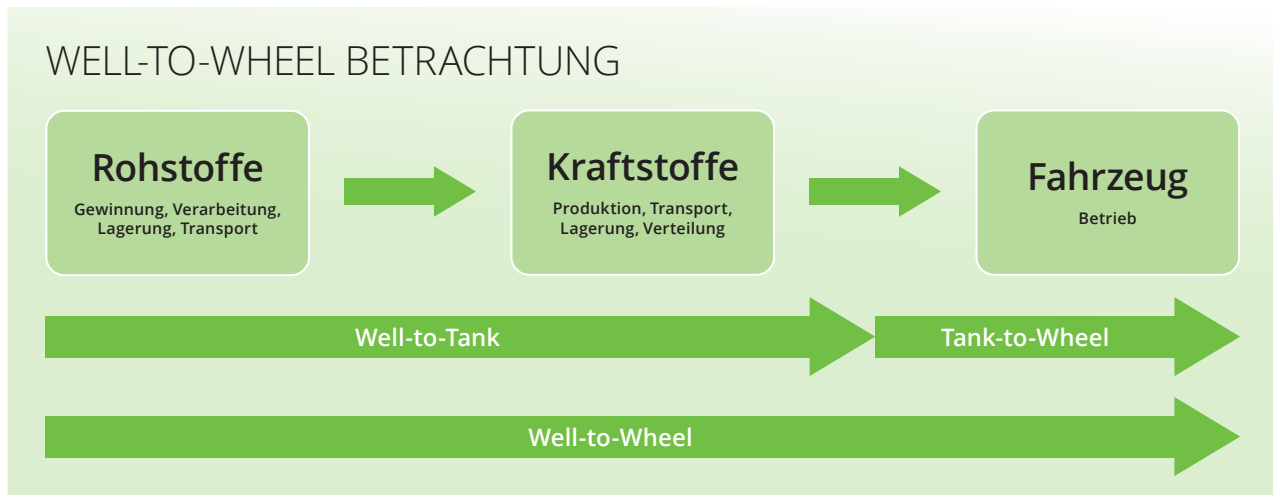 WELL-TO-WHEEL BETRACHTUNG
Rohstoffe
Gewinnung, Verarbeitung,
Lagerung, Transport
Kraftstoffe
Produktion, Transport,
Lagerung, Verteilung
Fahrzeug
Betrieb
Well-to-Tank
Tank-to-Wheel
Well-to-Wheel